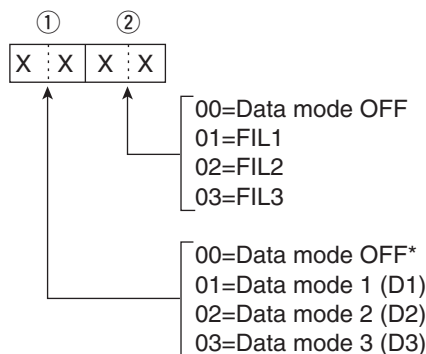 ① ②
X X X X
00=Data mode OFF
01=FIL1
02=FIL2
03=FIL3
00=Data mode OFF*
01=Data mode 1 (D1)
02=Data mode 2 (D2)
03=Data mode 3 (D3)